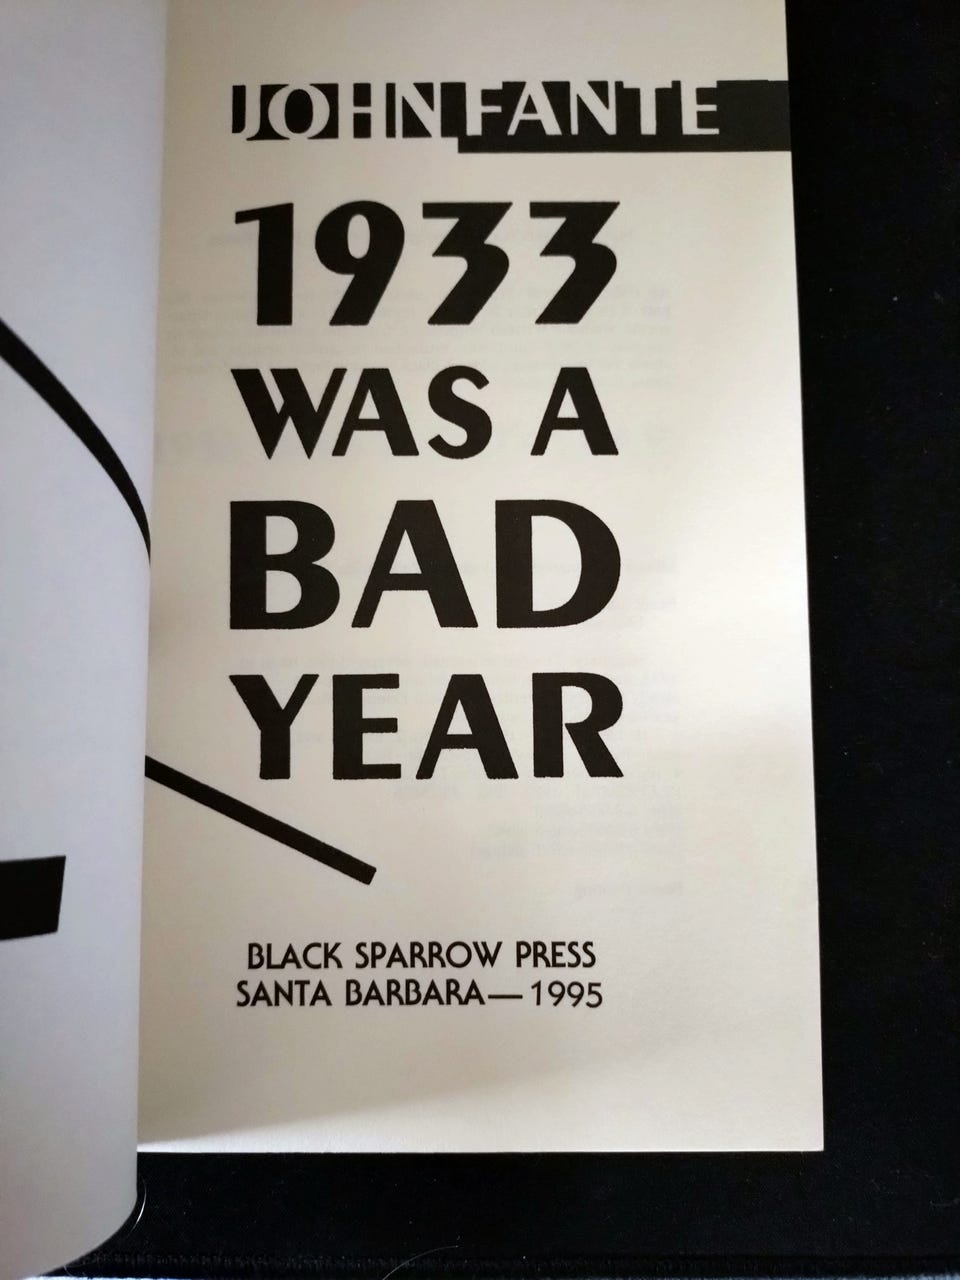 JOHN FANTE
1933
WAS A
BAD
YEAR
BLACK SPARROW PRESS
SANTA BARBARA—1995